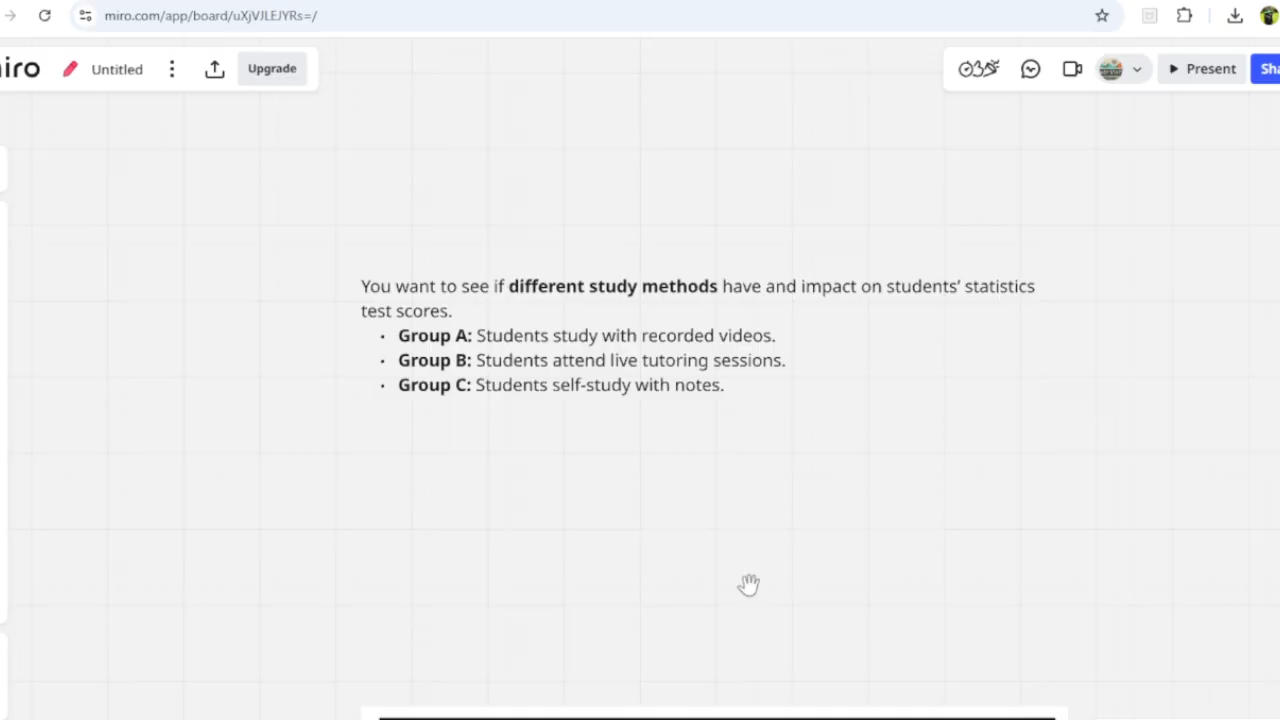 miro.com/app/board/uXjVJLEJYRs=/
iro Untitled Upgrade Present Sha
You want to see if different study methods have and impact on students’ statistics
test scores.
· Group A: Students study with recorded videos.
· Group B: Students attend live tutoring sessions.
· Group C: Students self-study with notes.